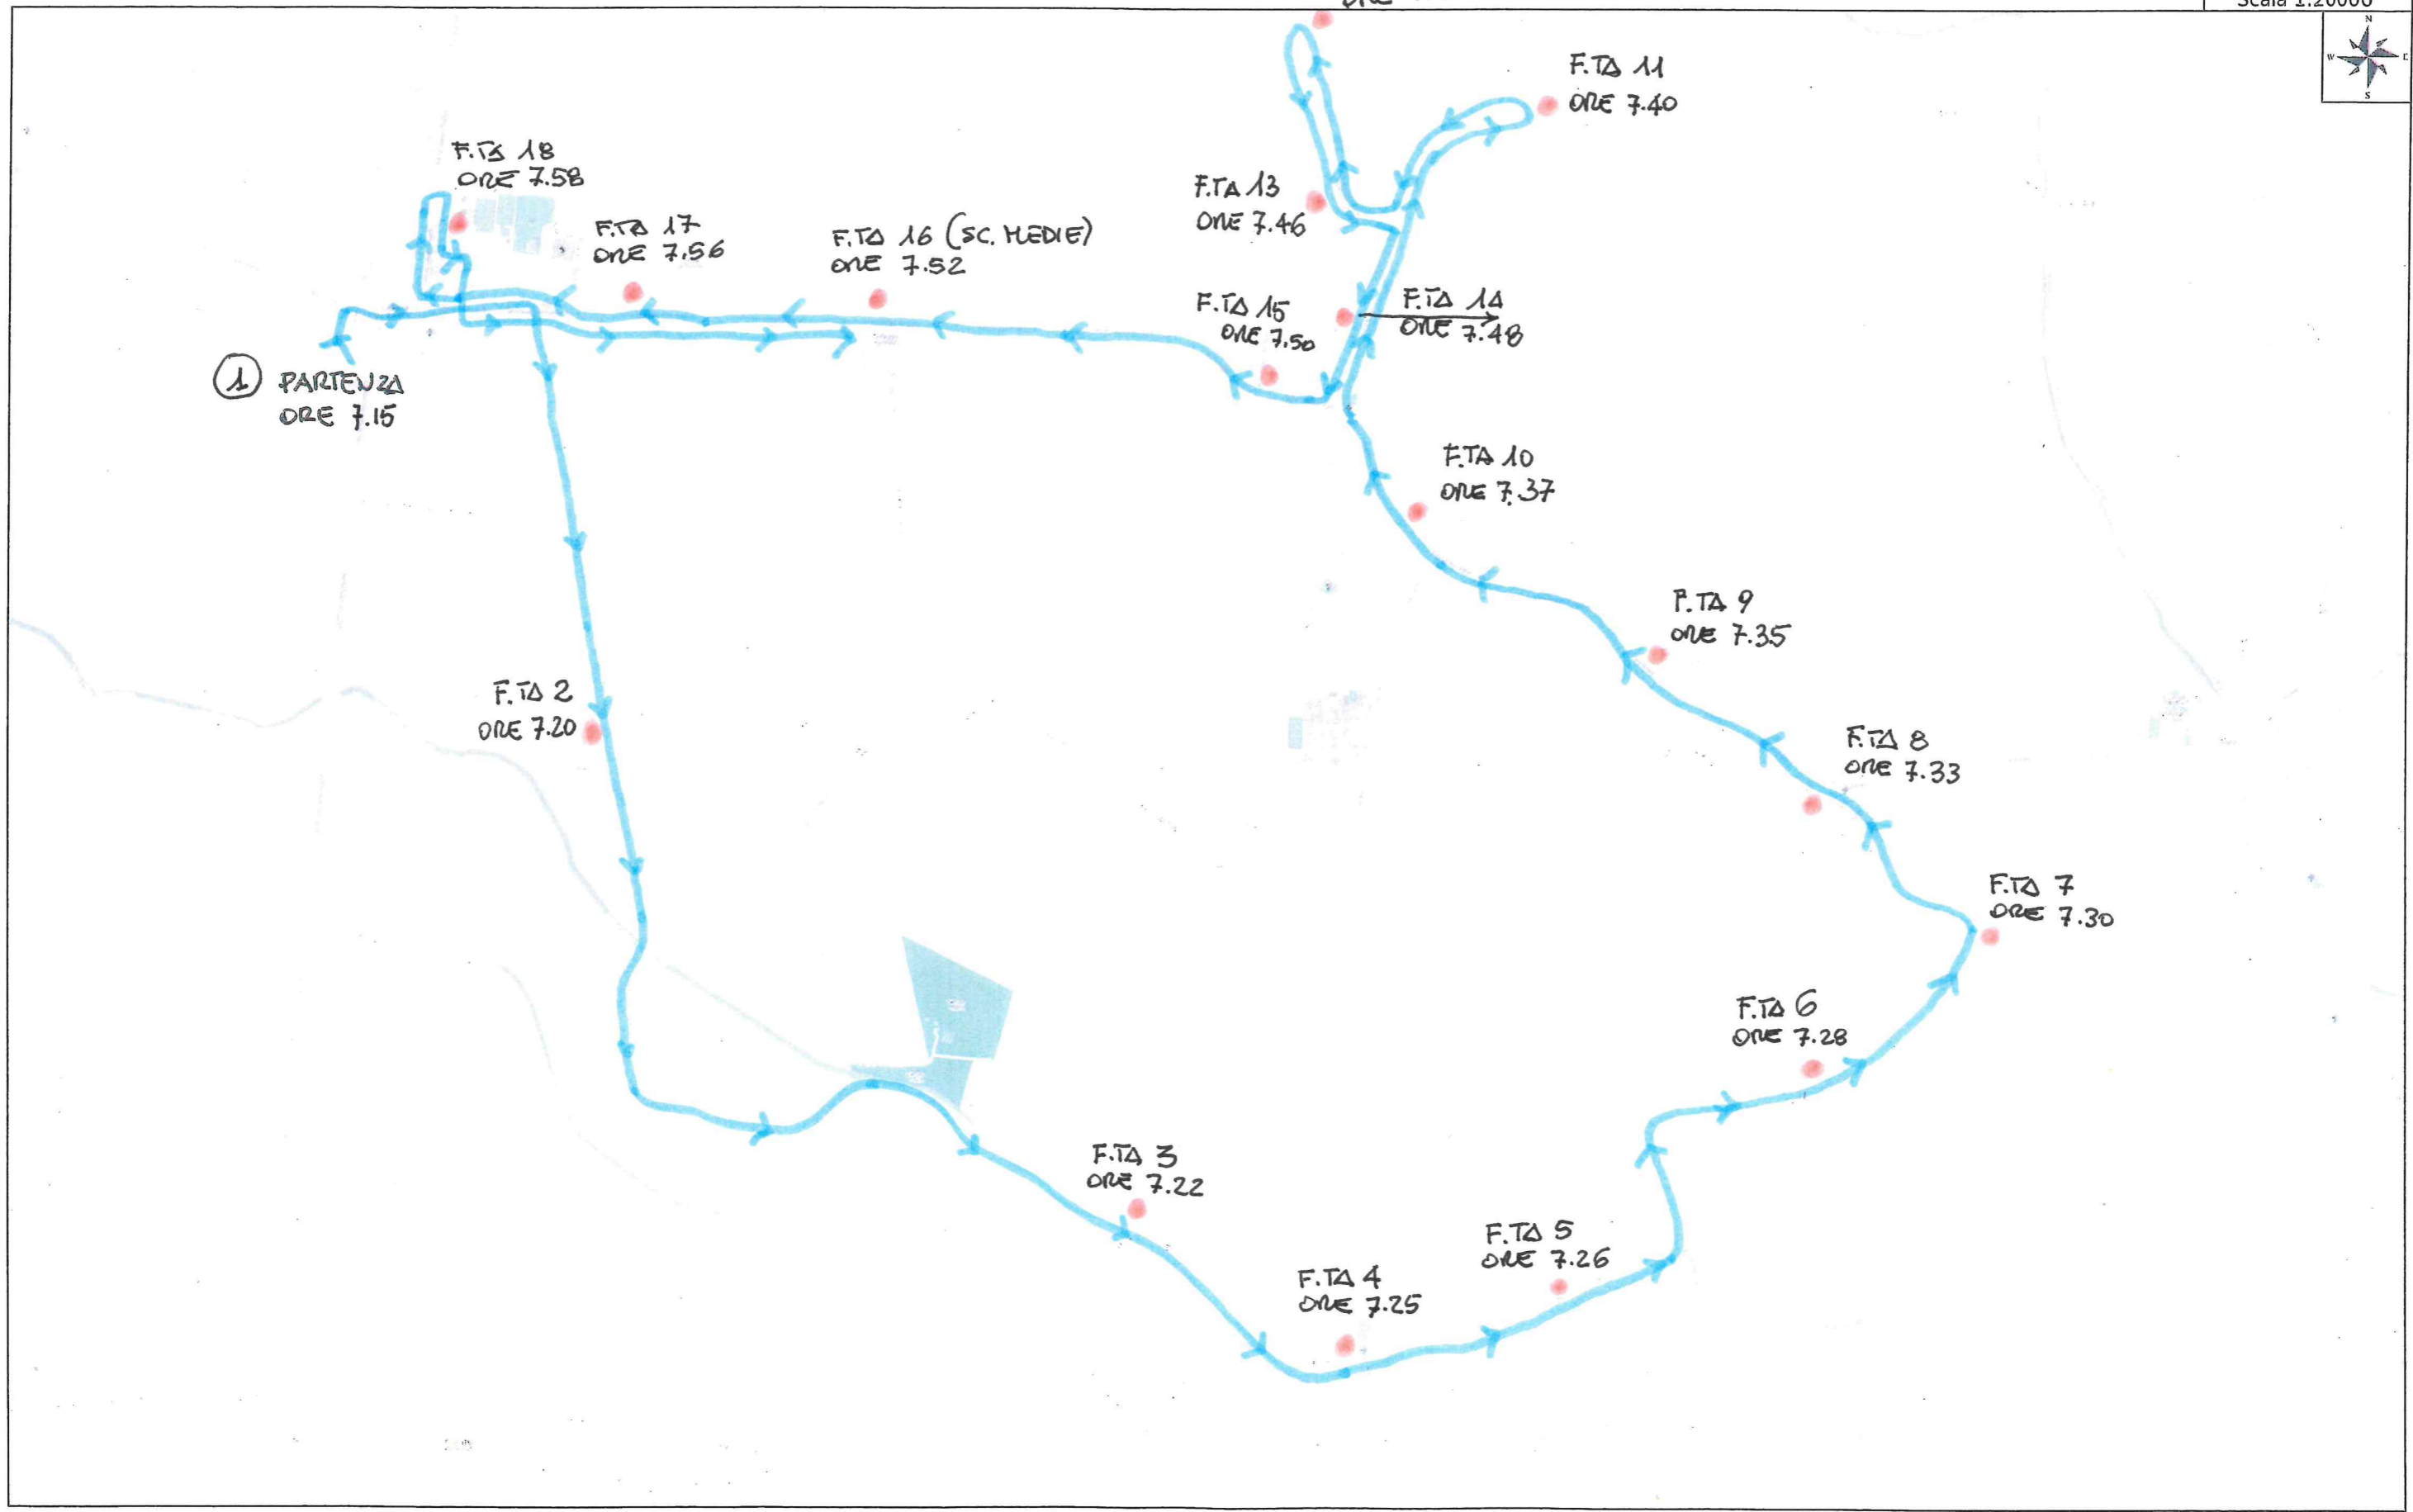 ORE
Scala 1:20000
N
W E
S
F.TA 11
ORE 7.40
F.TA 18
ORE 7.58
F.TA 13
ORE 7.46
F.TA 17
ORE 7.56
F.TA 16 (SC. MEDIE)
ORE 7.52
F.TA 15
ORE 7.50
F.TA 14
ORE 7.48
1 PARTENZA
ORE 7.15
F.TA 10
ORE 7.37
F.TA 9
ORE 7.35
F.TA 2
ORE 7.20
F.TA 8
ORE 7.33
F.TA 7
ORE 7.30
F.TA 6
ORE 7.28
F.TA 3
ORE 7.22
F.TA 5
ORE 7.26
F.TA 4
ORE 7.25